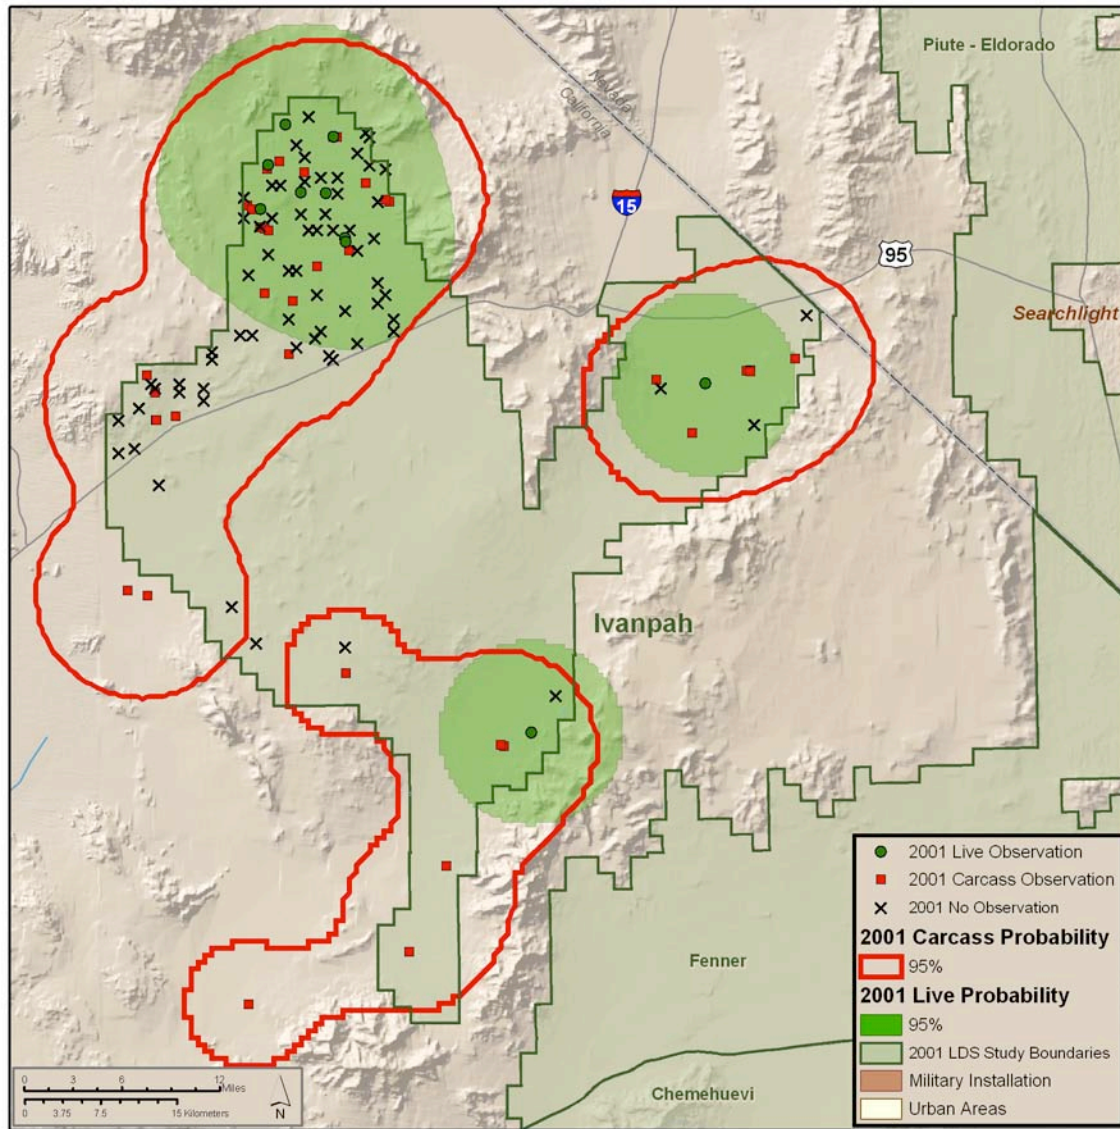 Piute - Eldorado
Nevada
California
15
95
Searchlight
Ivanpah
Fenner
Chemehuevi
2001 Live Observation
2001 Carcass Observation
2001 No Observation
2001 Carcass Probability
95%
2001 Live Probability
95%
2001 LDS Study Boundaries
Military Installation
Urban Areas
0 3 6 12
Miles
0 3.75 7.5 15 Kilometers
N